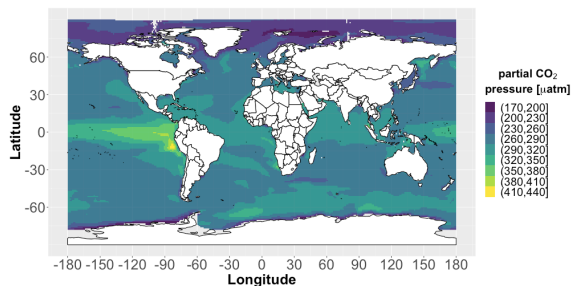 60
30
0
-30
-60
Latitude
-180 -150 -120 -90 -60 -30 0 30 60 90 120 150 180
Longitude
partial CO₂
pressure [µatm]
(170,200]
(200,230]
(230,260]
(260,290]
(290,320]
(320,350]
(350,380]
(380,410]
(410,440]